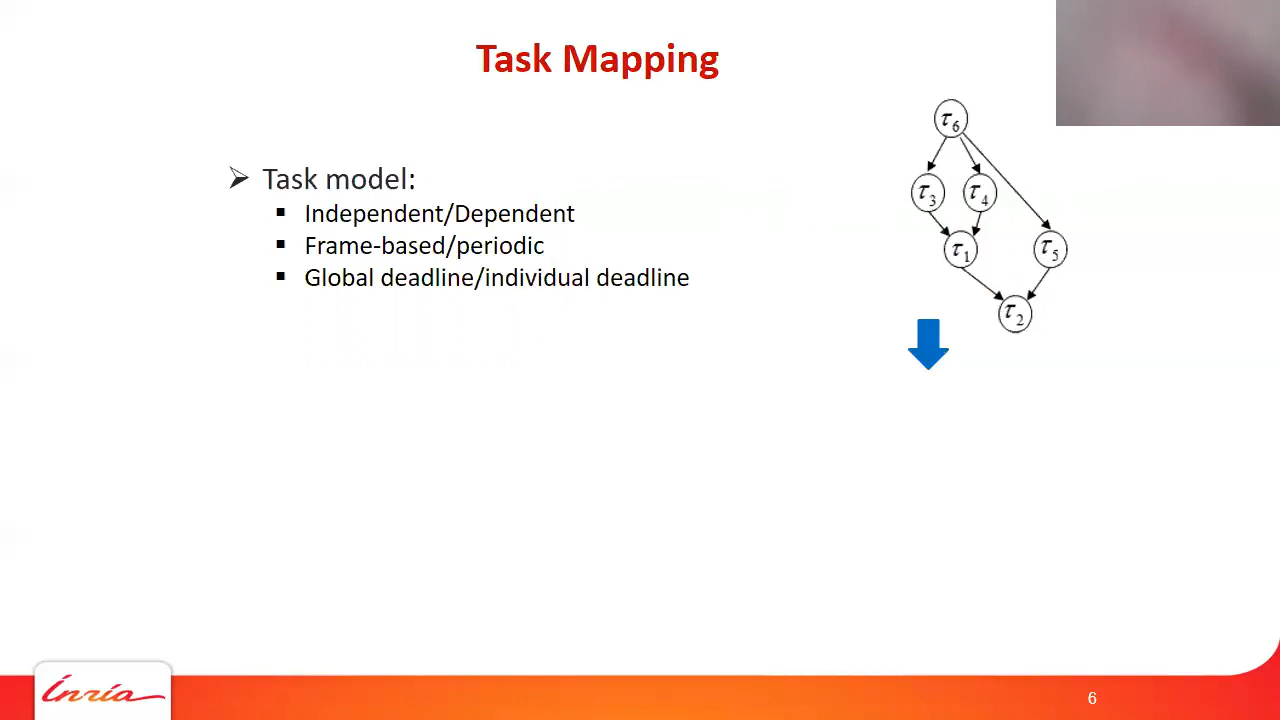 Task Mapping
Task model:
Independent/Dependent
Frame-based/periodic
Global deadline/individual deadline
τ6
τ3
τ4
τ1
τ5
τ2
Inria
6